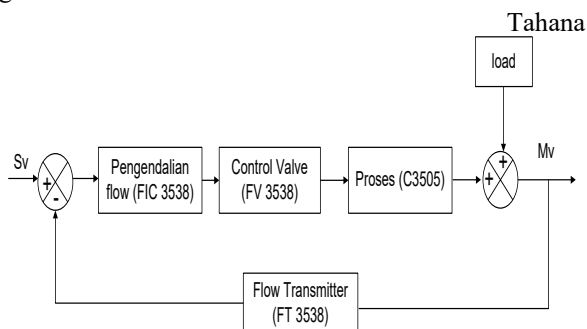 Tahana
load
Sv
+
-
Pengendalian
flow (FIC 3538)
Control Valve
(FV 3538)
Proses (C3505)
+
+
Mv
Flow Transmitter
(FT 3538)